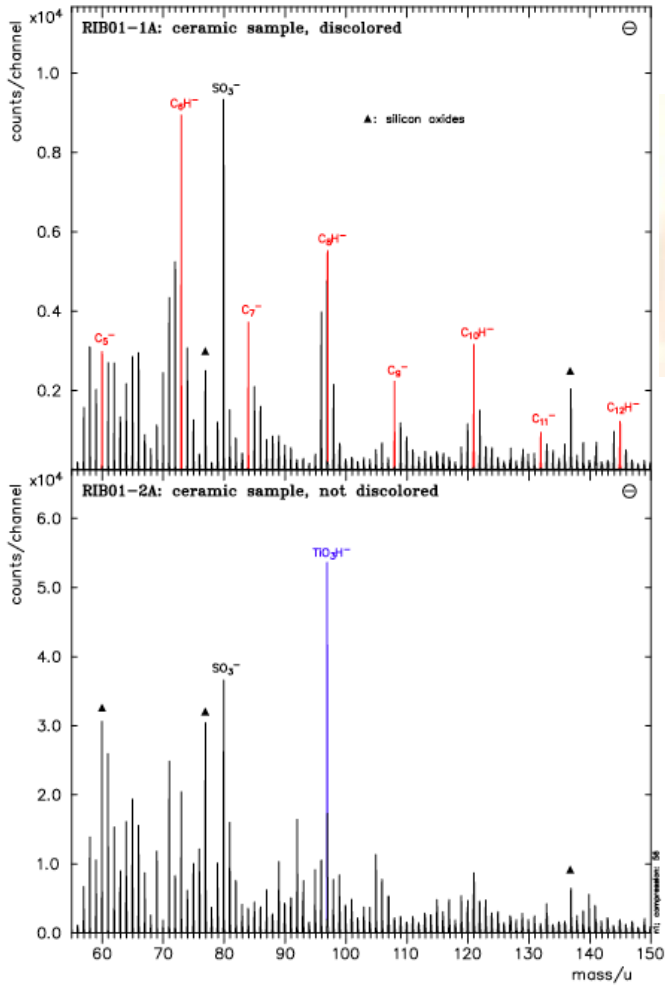 x10⁴
RIB01-1A: ceramic sample, discolored
⊖
counts/channel
1.0
0.8
0.6
0.4
0.2
C₆H⁻
SO₃⁻
▲: silicon oxides
C₉H⁻
C₅⁻
C₇⁻
C₉⁻
C₁₀H⁻
C₁₁⁻
C₁₂H⁻
x10⁴
RIB01-2A: ceramic sample, not discolored
⊖
counts/channel
6.0
5.0
4.0
3.0
2.0
1.0
0.0
TiO₃H⁻
SO₃⁻
60 70 80 90 100 110 120 130 140 150
mass/u